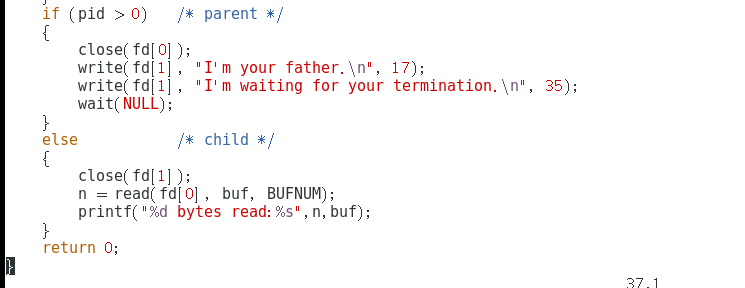 if (pid > 0)   /* parent */
{
    close(fd[0]);
    write(fd[1], "I'm your father.\n", 17);
    write(fd[1], "I'm waiting for your termination.\n", 35);
    wait(NULL);
}
else           /* child */
{
    close(fd[1]);
    n = read(fd[0], buf, BUFNUM);
    printf("%d bytes read:%s",n,buf);
}
return 0;
}
37,1